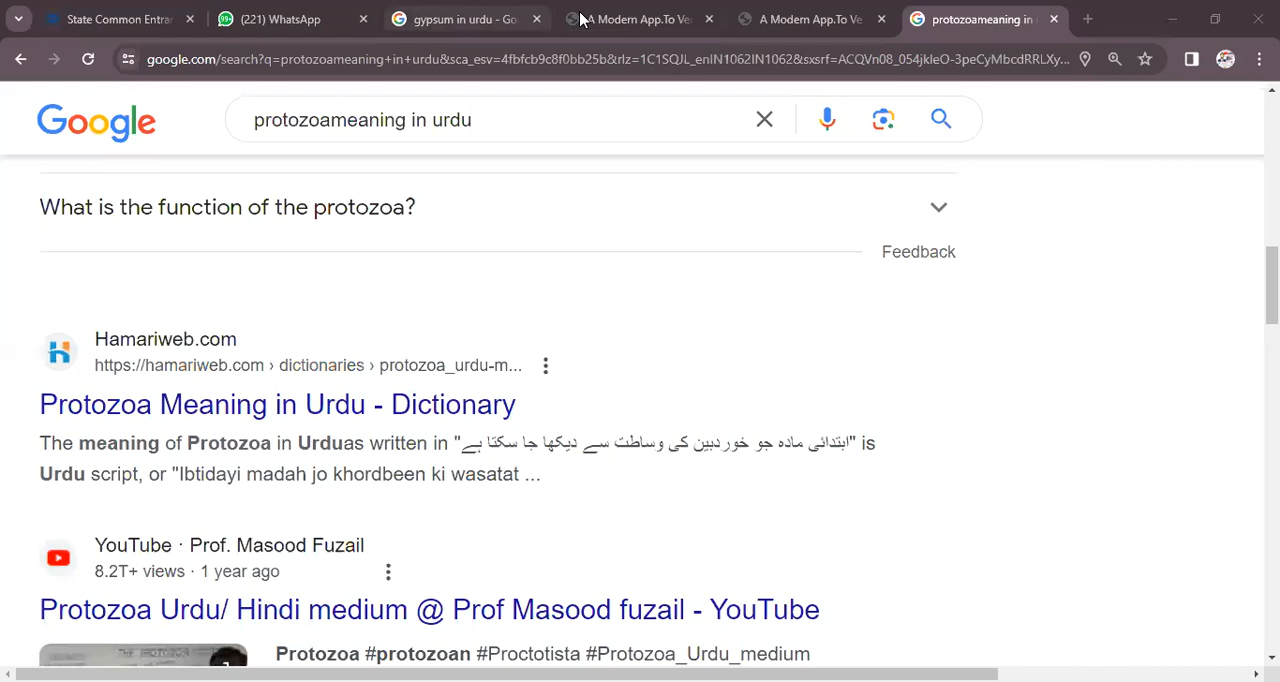 State Common Entrar
(221) WhatsApp
gypsum in urdu - Go
A Modern App.To Ve
A Modern App.To Ve
protozoameaning in
google.com/search?q=protozoameaning+in+urdu&sca_esv=4fbfcb9c8f0bb25b&rlz=1C1SQJL_enIN1062IN1062&sxsrf=ACQVn08_054jkleO-3peCyMbcdRRLXy...
Google
protozoameaning in urdu
What is the function of the protozoa?
Feedback
Hamariweb.com
https://hamariweb.com › dictionaries › protozoa_urdu-m...
Protozoa Meaning in Urdu - Dictionary
The meaning of Protozoa in Urduas written in "ابتدائی مادہ جو خوردبین کی وساطت سے دیکھا جا سکتا ہے" is
Urdu script, or "Ibtidayi madah jo khordbeen ki wasatat ...
YouTube · Prof. Masood Fuzail
8.2T+ views · 1 year ago
Protozoa Urdu/ Hindi medium @ Prof Masood fuzail - YouTube
Protozoa #protozoan #Proctotista #Protozoa_Urdu_medium